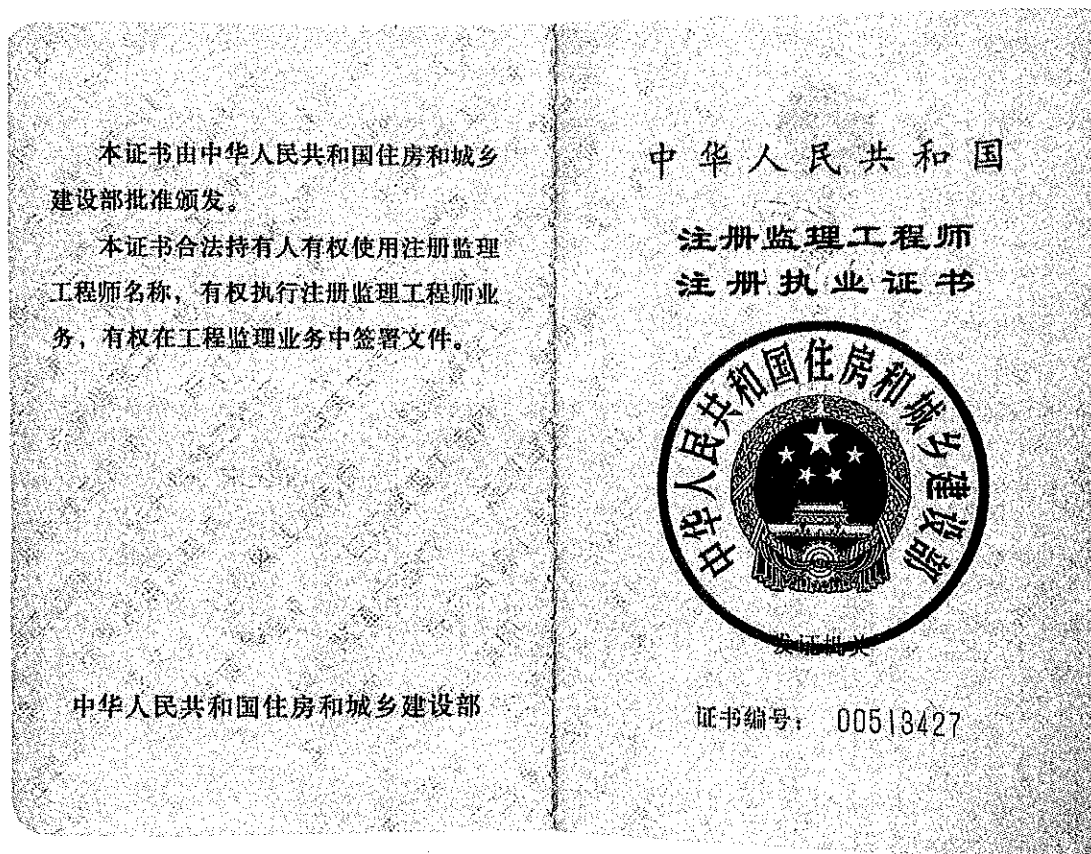 本证书由中华人民共和国住房和城乡
建设部批准颁发。
本证书合法持有人有权使用注册监理
工程师名称，有权执行注册监理工程师业
务，有权在工程监理业务中签署文件。
中华人民共和国住房和城乡建设部
中华人民共和国
注册监理工程师
注册执业证书
中华人民共和国住房和城乡建设部
发证机关
证书编号： 00513427